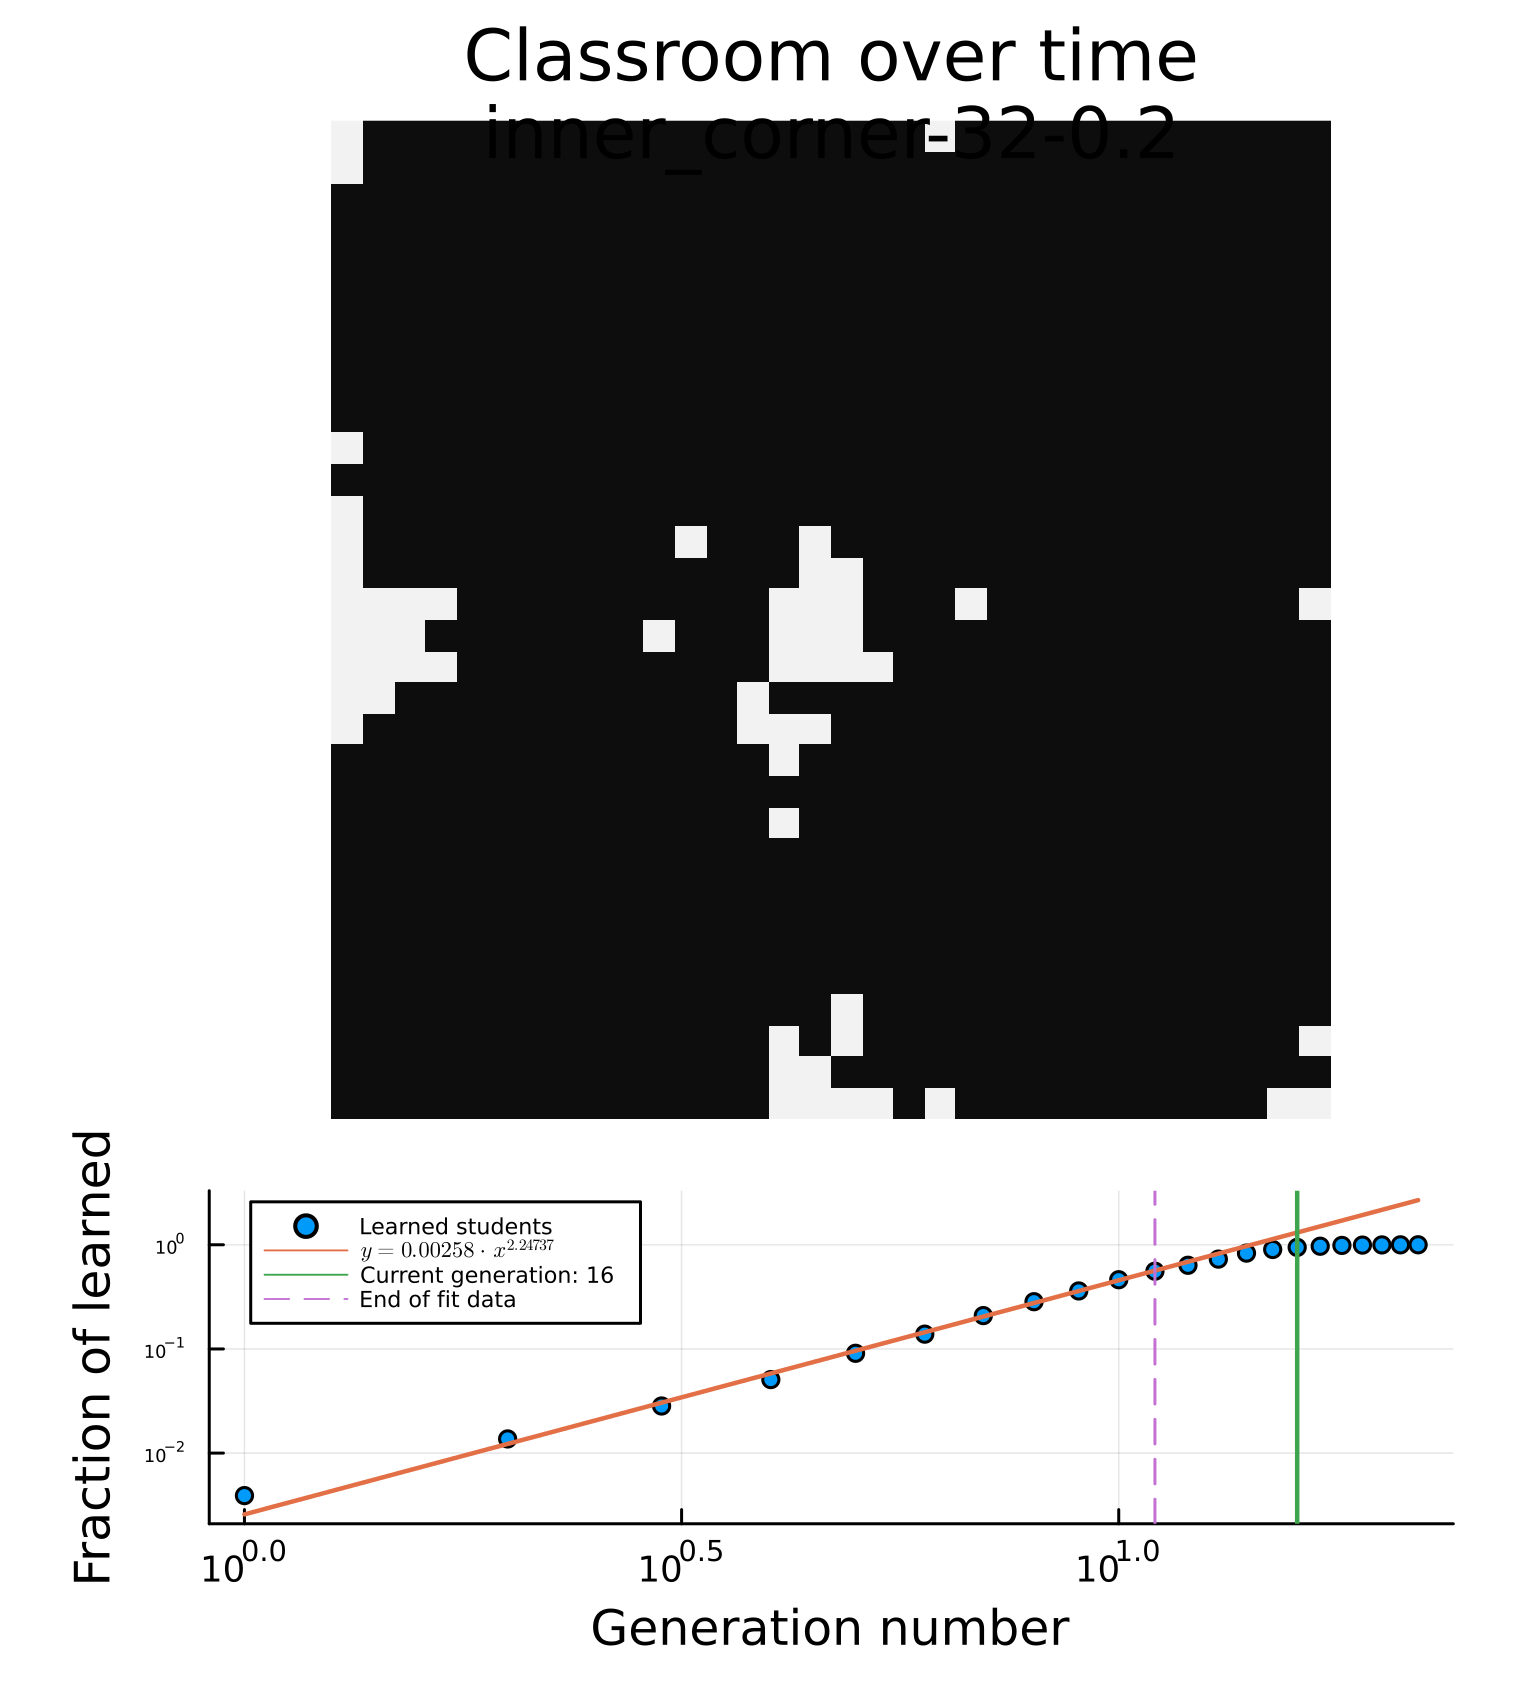 Classroom over time
inner_corner-32-0.2
Fraction of learned
10^0
10^-1
10^-2
Learned students
y = 0.00258 · x^2.24737
Current generation: 16
End of fit data
10^0.0
10^0.5
10^1.0
Generation number